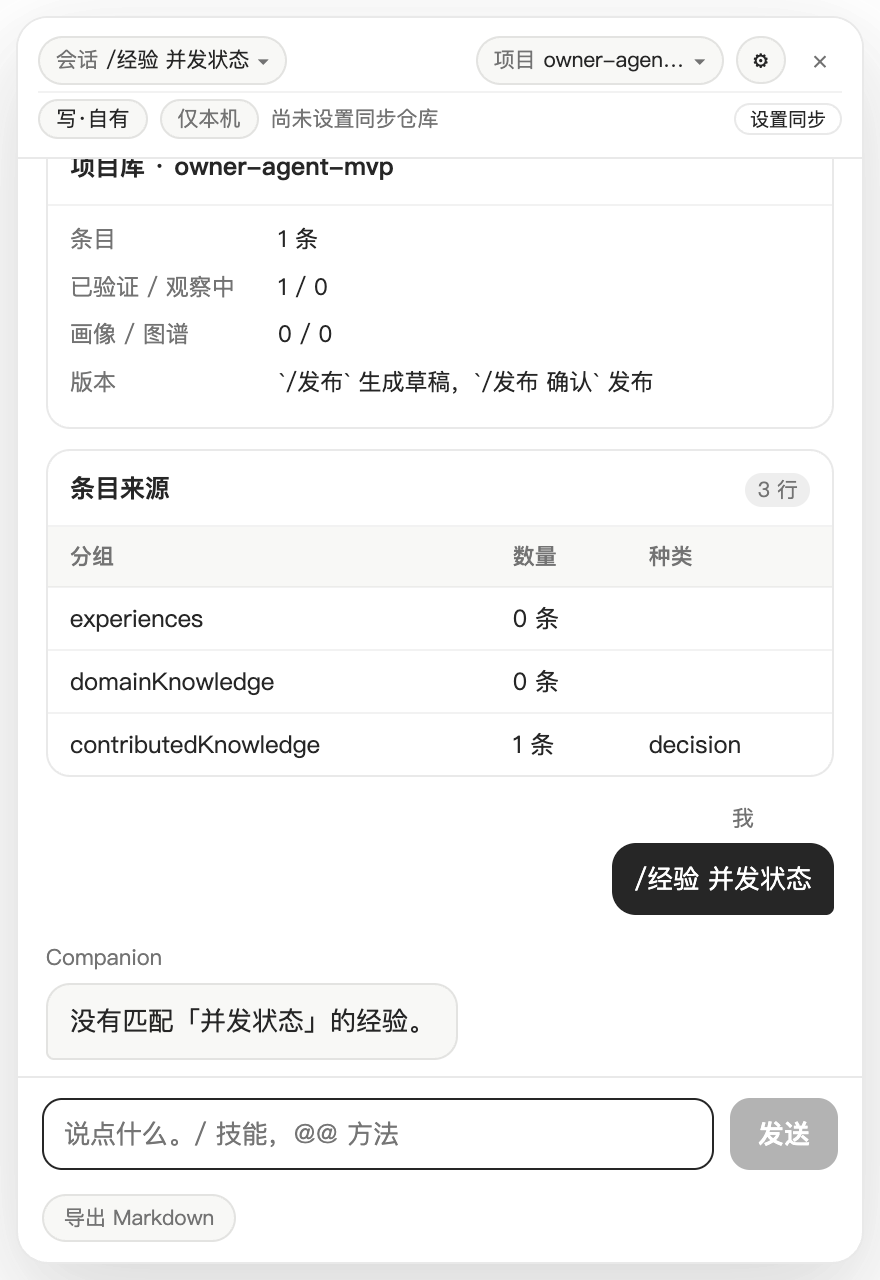 会话 /经验 并发状态
项目 owner-agen...
写·自有
仅本机
尚未设置同步仓库
设置同步
项目库 · owner-agent-mvp
条目 1 条
已验证 / 观察中 1 / 0
画像 / 图谱 0 / 0
版本 `/发布` 生成草稿，`/发布 确认` 发布
条目来源 3 行
分组 数量 种类
experiences 0 条
domainKnowledge 0 条
contributedKnowledge 1 条 decision
我
/经验 并发状态
Companion
没有匹配「并发状态」的经验。
说点什么。/ 技能，@@ 方法
发送
导出 Markdown